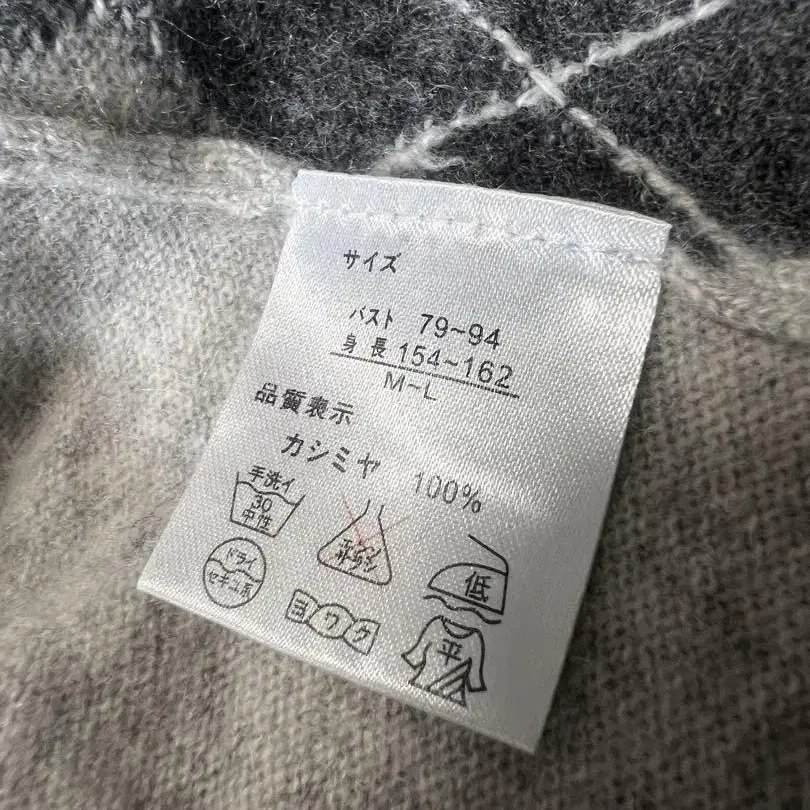 サイズ
バスト 79~94
身長 154~162
M~L
品質表示
カシミヤ 100%
手洗イ
30
中性
ドライ
セキユ系
ヨワク
低
平